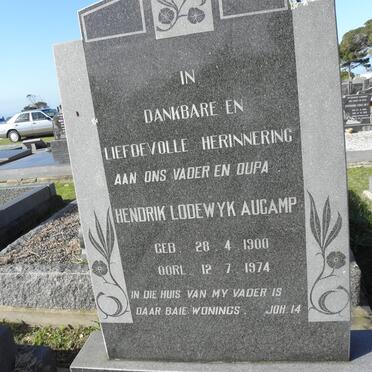 IN
DANKBARE EN
LIEFDEVOLLE HERINNERING
AAN ONS VADER EN OUPA
HENDRIK LODEWYK AUCAMP
GEB. 28 4 1900
OORL 12 7 1974
IN DIE HUIS VAN MY VADER IS
DAAR BAIE WONINGS. JOH 14